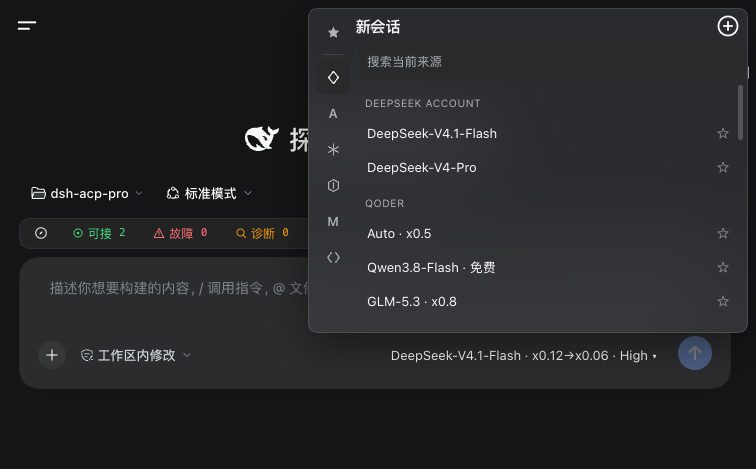 新会话
搜索当前来源
DEEPSEEK ACCOUNT
A
DeepSeek-V4.1-Flash
DeepSeek-V4-Pro
QODER
M
Auto · x0.5
Qwen3.8-Flash · 免费
GLM-5.3 · x0.8
探
dsh-acp-pro 标准模式
可接 2 故障 0 诊断 0
描述你想要构建的内容, / 调用指令, @ 文
工作区内修改 DeepSeek-V4.1-Flash · x0.12→x0.06 · High